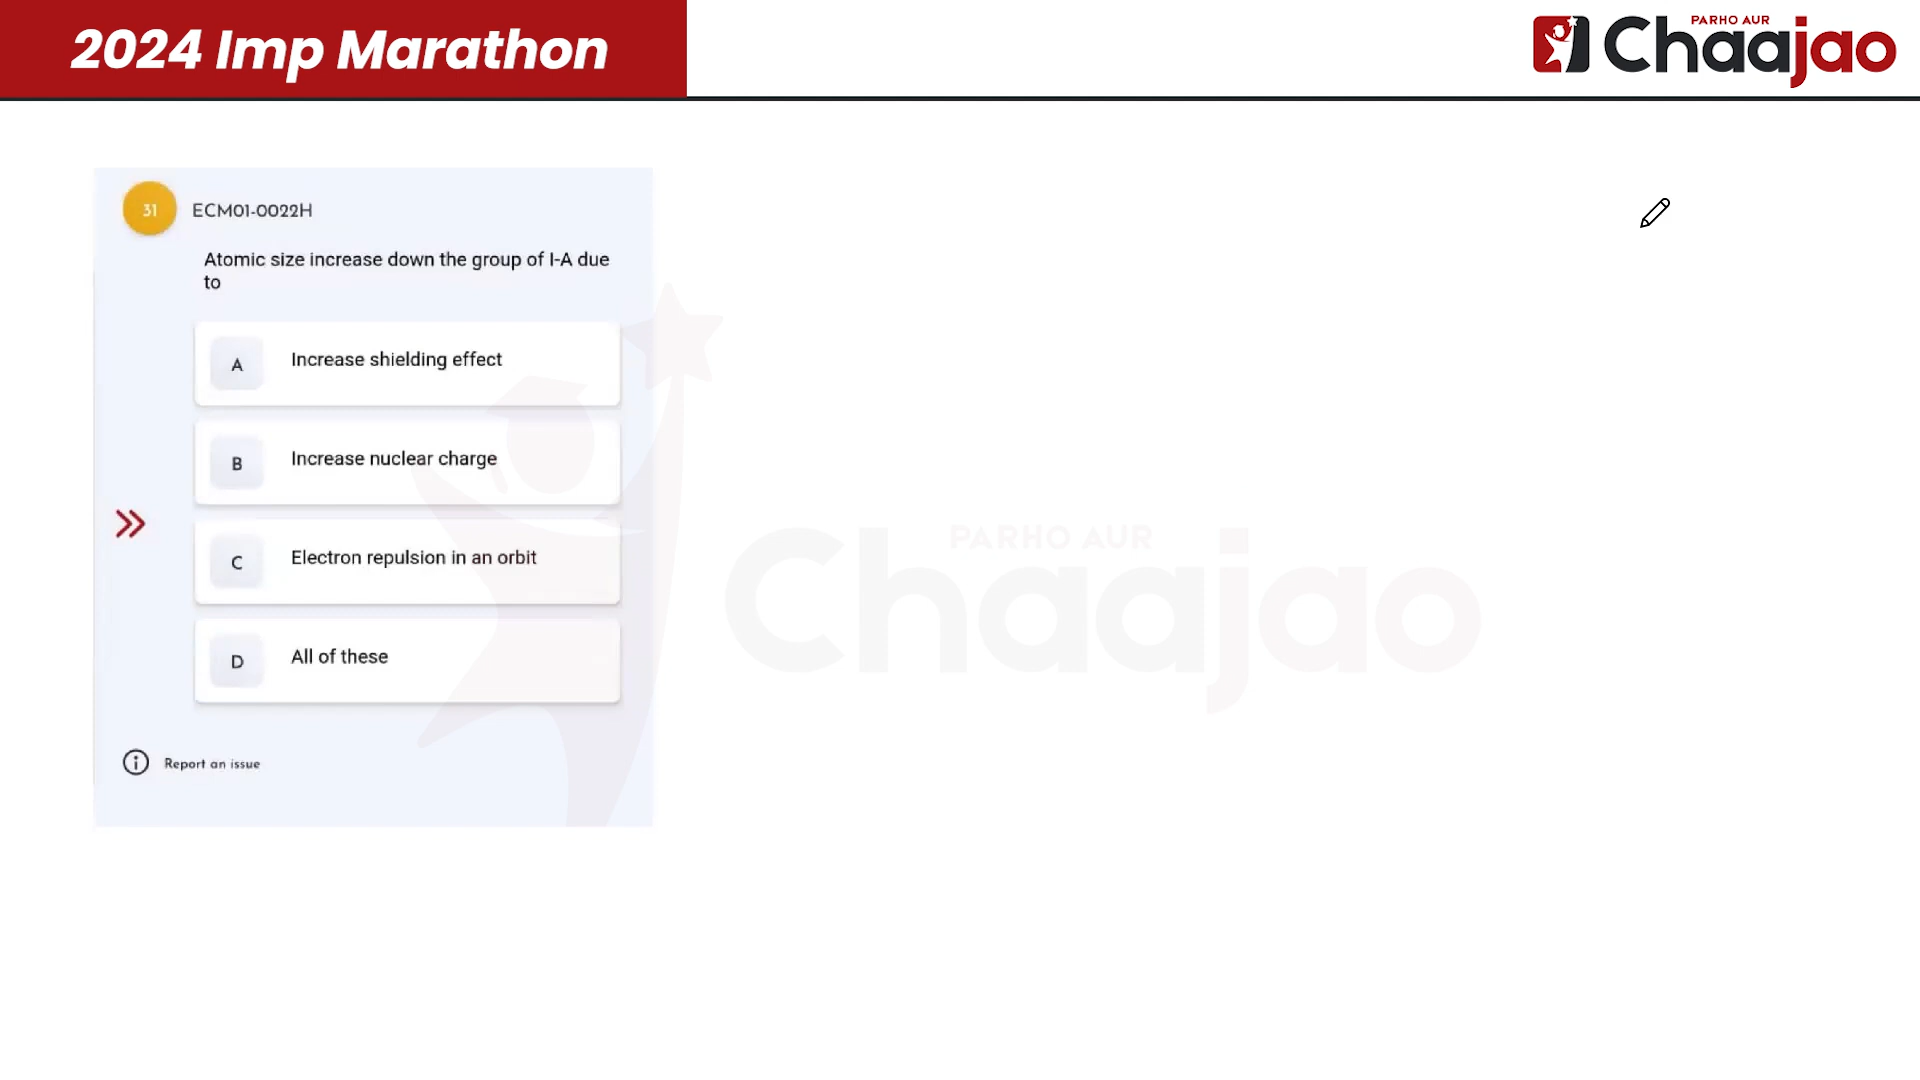 2024 Imp Marathon
PARHO AUR
Chaajao
31
ECM01-0022H
Atomic size increase down the group of I-A due
to
A
Increase shielding effect
B
Increase nuclear charge
C
Electron repulsion in an orbit
D
All of these
Report an issue
PARHO AUR
Chaajao